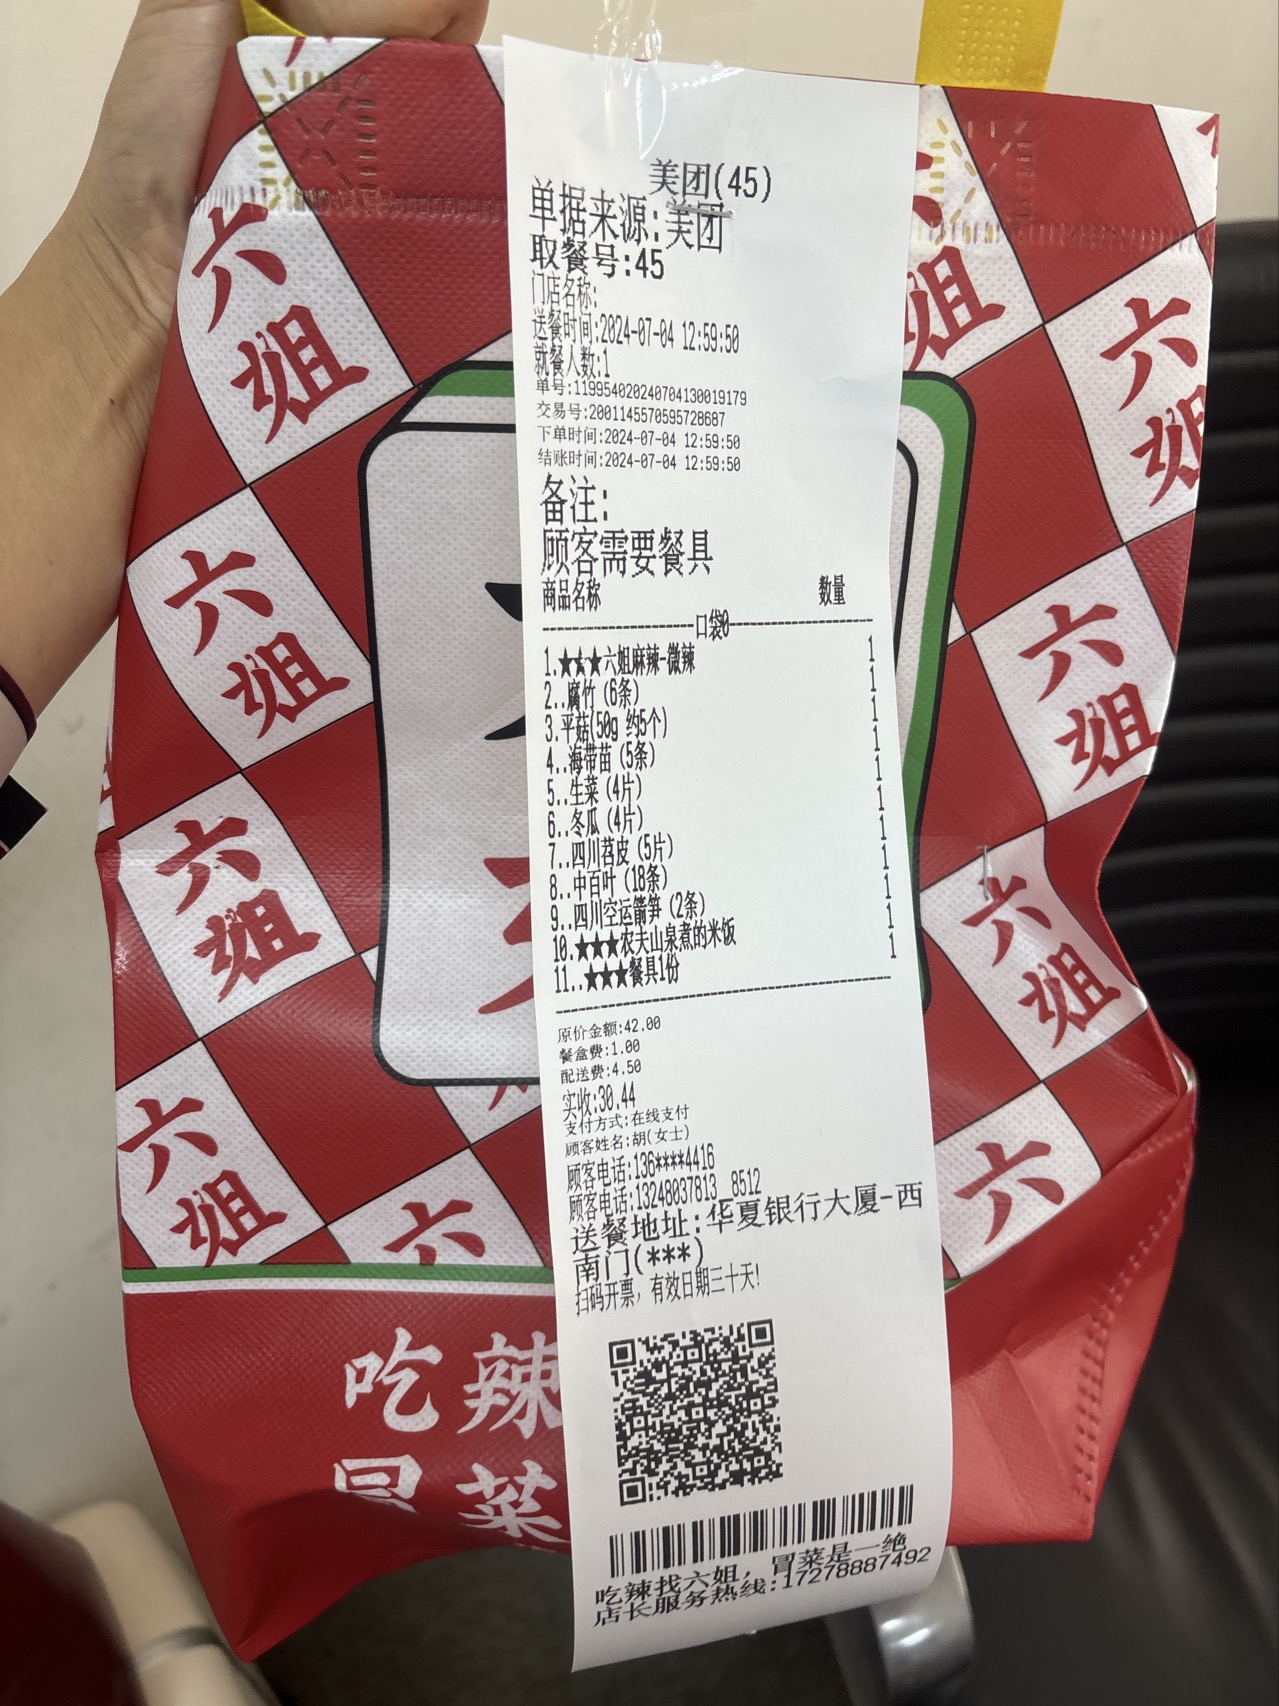 美团(45)
单据来源:美团
取餐号:45
门店名称:
送餐时间:2024-07-04 12:59:50
就餐人数:1
单号:11995402024070413001​9179
交易号:2001145570595728687
下单时间:2024-07-04 12:59:50
结账时间:2024-07-04 12:59:50
备注:
顾客需要餐具
商品名称 数量
口袋0
1.★★★六姐麻辣-微辣 1
2..腐竹 (6条) 1
3.平菇(50g 约5个) 1
4..海带苗 (5条) 1
5..生菜 (4片) 1
6..冬瓜 (4片) 1
7..四川苕皮 (5片) 1
8..中百叶 (18条) 1
9..四川空运箭笋 (2条) 1
10.★★★农夫山泉煮的米饭 1
11..★★★餐具1份 1
原价金额:42.00
餐盒费:1.00
配送费:4.50
实收:30.44
支付方式:在线支付
顾客姓名:胡(女士)
顾客电话:136****4416
顾客电话:13248037813_8512
送餐地址:华夏银行大厦-西
南门(***)
扫码开票，有效日期三十天!
吃辣找六姐，冒菜是一绝
店长服务热线:17278887492
六姐
六姐
六姐
六姐
六姐
六姐
六姐
六姐
六
六
吃辣
冒菜